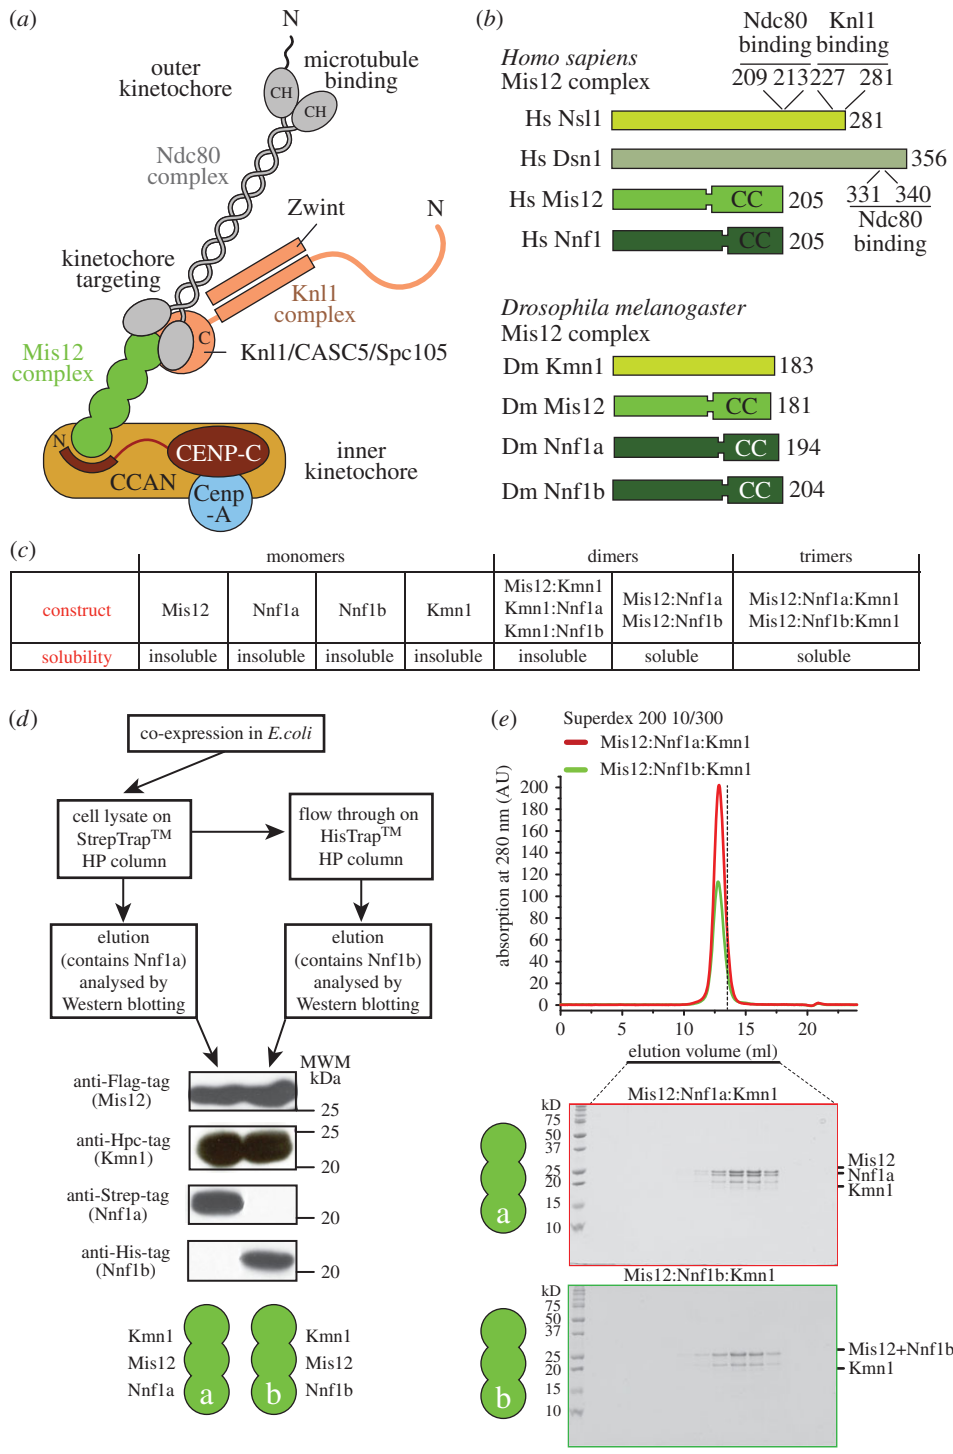 (a)
N
outer
kinetochore
microtubule
binding
CH
CH
Ndc80
complex
Zwint
N
kinetochore
targeting
Knl1
complex
C
Knl1/CASC5/Spc105
Mis12
complex
N
CENP-C
CCAN
Cenp
-A
inner
kinetochore
(b)
Homo sapiens
Mis12 complex
Ndc80 Knl1
binding binding
209 213 227 281
Hs Nsl1 281
Hs Dsn1 356
331 340
Ndc80
binding
Hs Mis12 CC 205
Hs Nnf1 CC 205
Drosophila melanogaster
Mis12 complex
Dm Kmn1 183
Dm Mis12 CC 181
Dm Nnf1a CC 194
Dm Nnf1b CC 204
(c)
monomers dimers trimers
construct Mis12 Nnf1a Nnf1b Kmn1 Mis12:Kmn1 Mis12:Nnf1a Mis12:Nnf1a:Kmn1
Kmn1:Nnf1a Mis12:Nnf1b Mis12:Nnf1b:Kmn1
Kmn1:Nnf1b
solubility insoluble insoluble insoluble insoluble insoluble soluble soluble
(d)
co-expression in E.coli
cell lysate on
StrepTrap™
HP column
flow through on
HisTrap™
HP column
elution
(contains Nnf1a)
analysed by
Western blotting
elution
(contains Nnf1b)
analysed by
Western blotting
MWM
kDa
anti-Flag-tag
(Mis12)
25
anti-Hpc-tag
(Kmn1)
25
20
anti-Strep-tag
(Nnf1a)
20
anti-His-tag
(Nnf1b)
20
Kmn1 Kmn1
Mis12 Mis12
Nnf1a a b Nnf1b
(e)
Superdex 200 10/300
Mis12:Nnf1a:Kmn1
Mis12:Nnf1b:Kmn1
absorption at 280 nm (AU)
200
180
160
140
120
100
80
60
40
20
0
0 5 10 15 20
elution volume (ml)
Mis12:Nnf1a:Kmn1
kD
75
50
37
25
20
15
10
Mis12
Nnf1a
Kmn1
a
Mis12:Nnf1b:Kmn1
kD
75
50
37
25
20
15
10
Mis12+Nnf1b
Kmn1
b